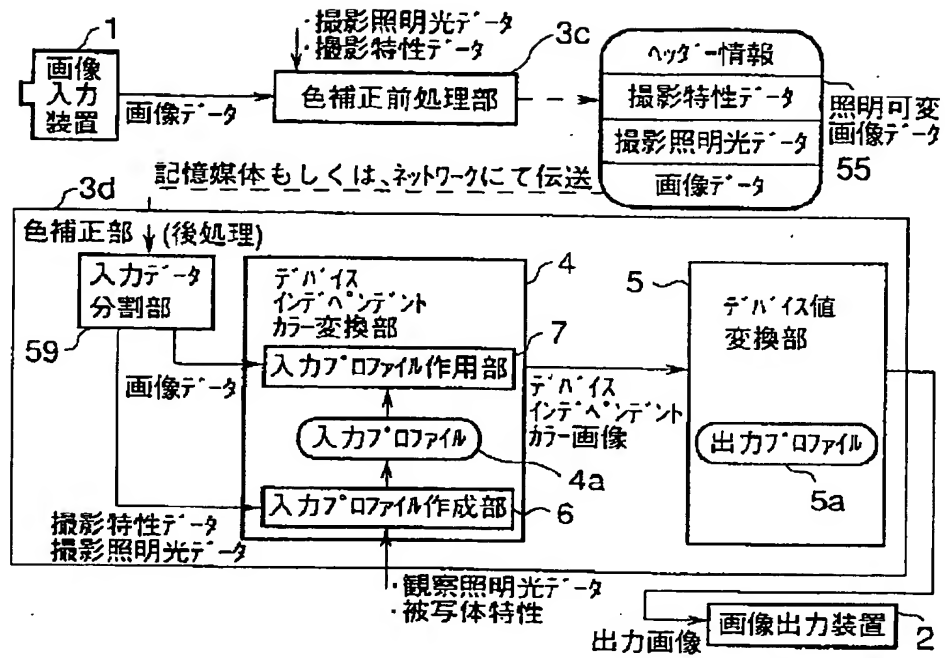 1
画像
入力
装置
画像データ
・撮影照明光データ
・撮影特性データ
3c
色補正前処理部
ヘッダー情報
撮影特性データ
撮影照明光データ
画像データ
照明可変
画像データ
55
記憶媒体もしくは、ネットワークにて伝送
3d
色補正部 (後処理)
入力データ
分割部
59
画像データ
撮影特性データ
撮影照明光データ
4
デバイス
インデペンデント
カラー変換部
7
入力プロファイル作用部
入力プロファイル
4a
入力プロファイル作成部
6
・観察照明光データ
・被写体特性
デバイス
インデペンデント
カラー画像
5
デバイス値
変換部
出力プロファイル
5a
出力画像
画像出力装置
2